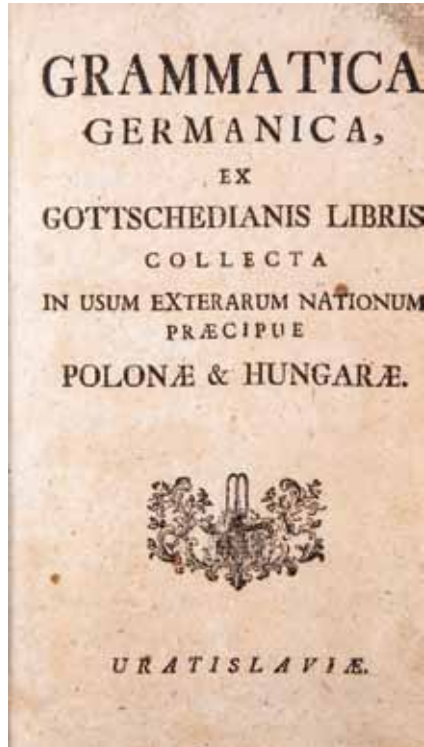 GRAMMATICA
GERMANICA,
EX
GOTTSCHEDIANIS LIBRIS
COLLECTA
IN USUM EXTERARUM NATIONUM
PRÆCIPUE
POLONÆ & HUNGARÆ.
URATISLAVIÆ.